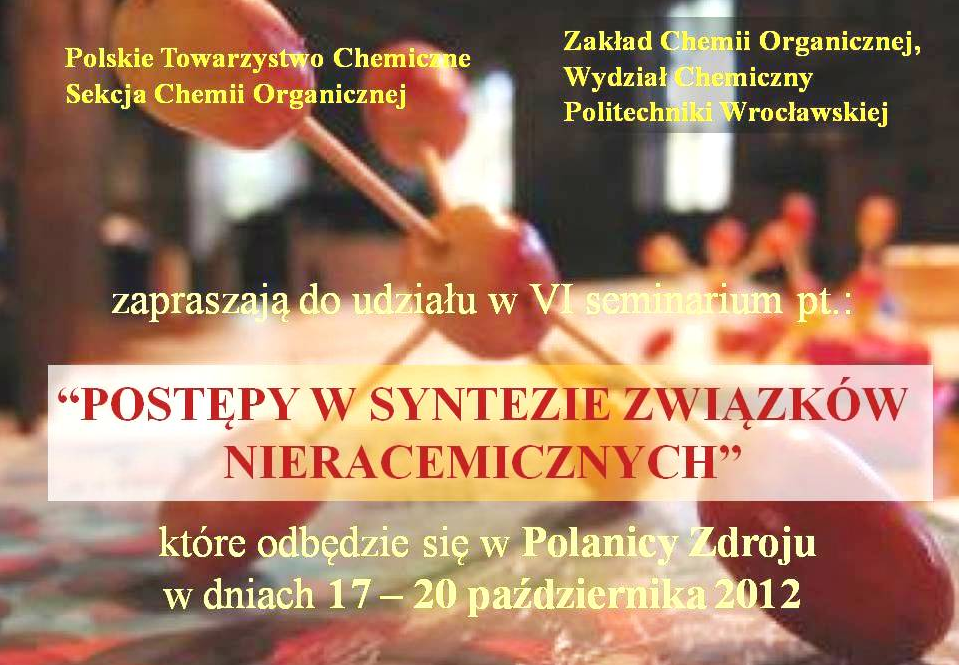 Polskie Towarzystwo Chemiczne
Sekcja Chemii Organicznej
Zakład Chemii Organicznej,
Wydział Chemiczny
Politechniki Wrocławskiej
zapraszają do udziału w VI seminarium pt.:
“POSTĘPY W SYNTEZIE ZWIĄZKÓW
NIERACEMICZNYCH”
które odbędzie się w Polanicy Zdroju
w dniach 17 – 20 października 2012